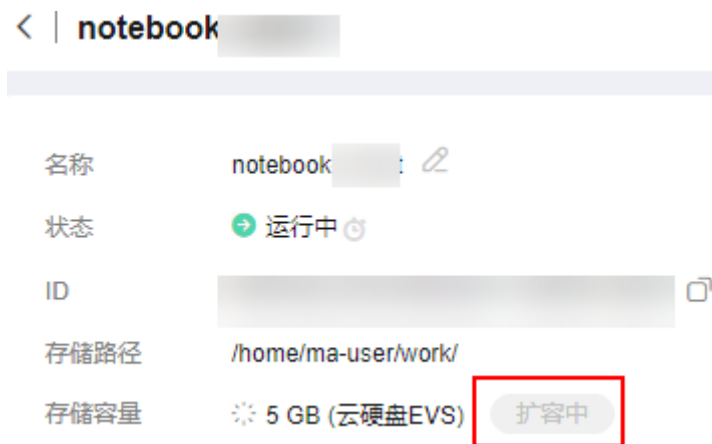 notebook
名称 notebook
状态 运行中
ID
存储路径 /home/ma-user/work/
存储容量 5 GB (云硬盘EVS) 扩容中